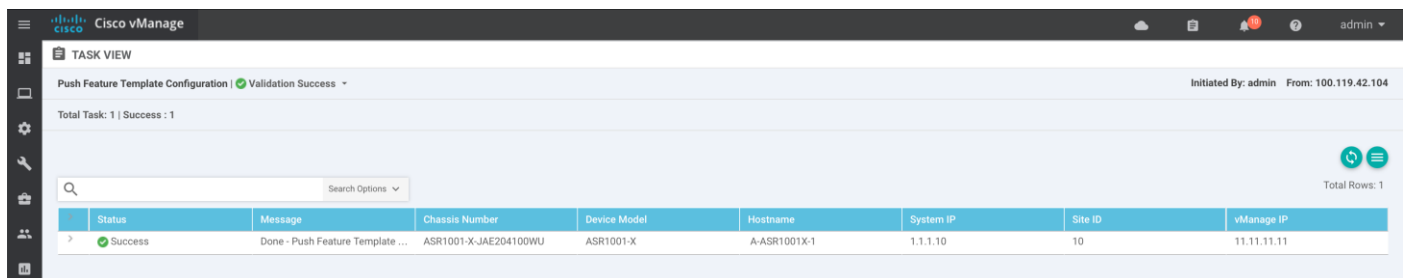 cisco Cisco vManage 10 admin
TASK VIEW
Push Feature Template Configuration | Validation Success Initiated By: admin From: 100.119.42.104
Total Task: 1 | Success : 1
Search Options Total Rows: 1
Status Message Chassis Number Device Model Hostname System IP Site ID vManage IP
Success Done - Push Feature Template ... ASR1001-X-JAE204100WU ASR1001-X A-ASR1001X-1 1.1.1.10 10 11.11.11.11